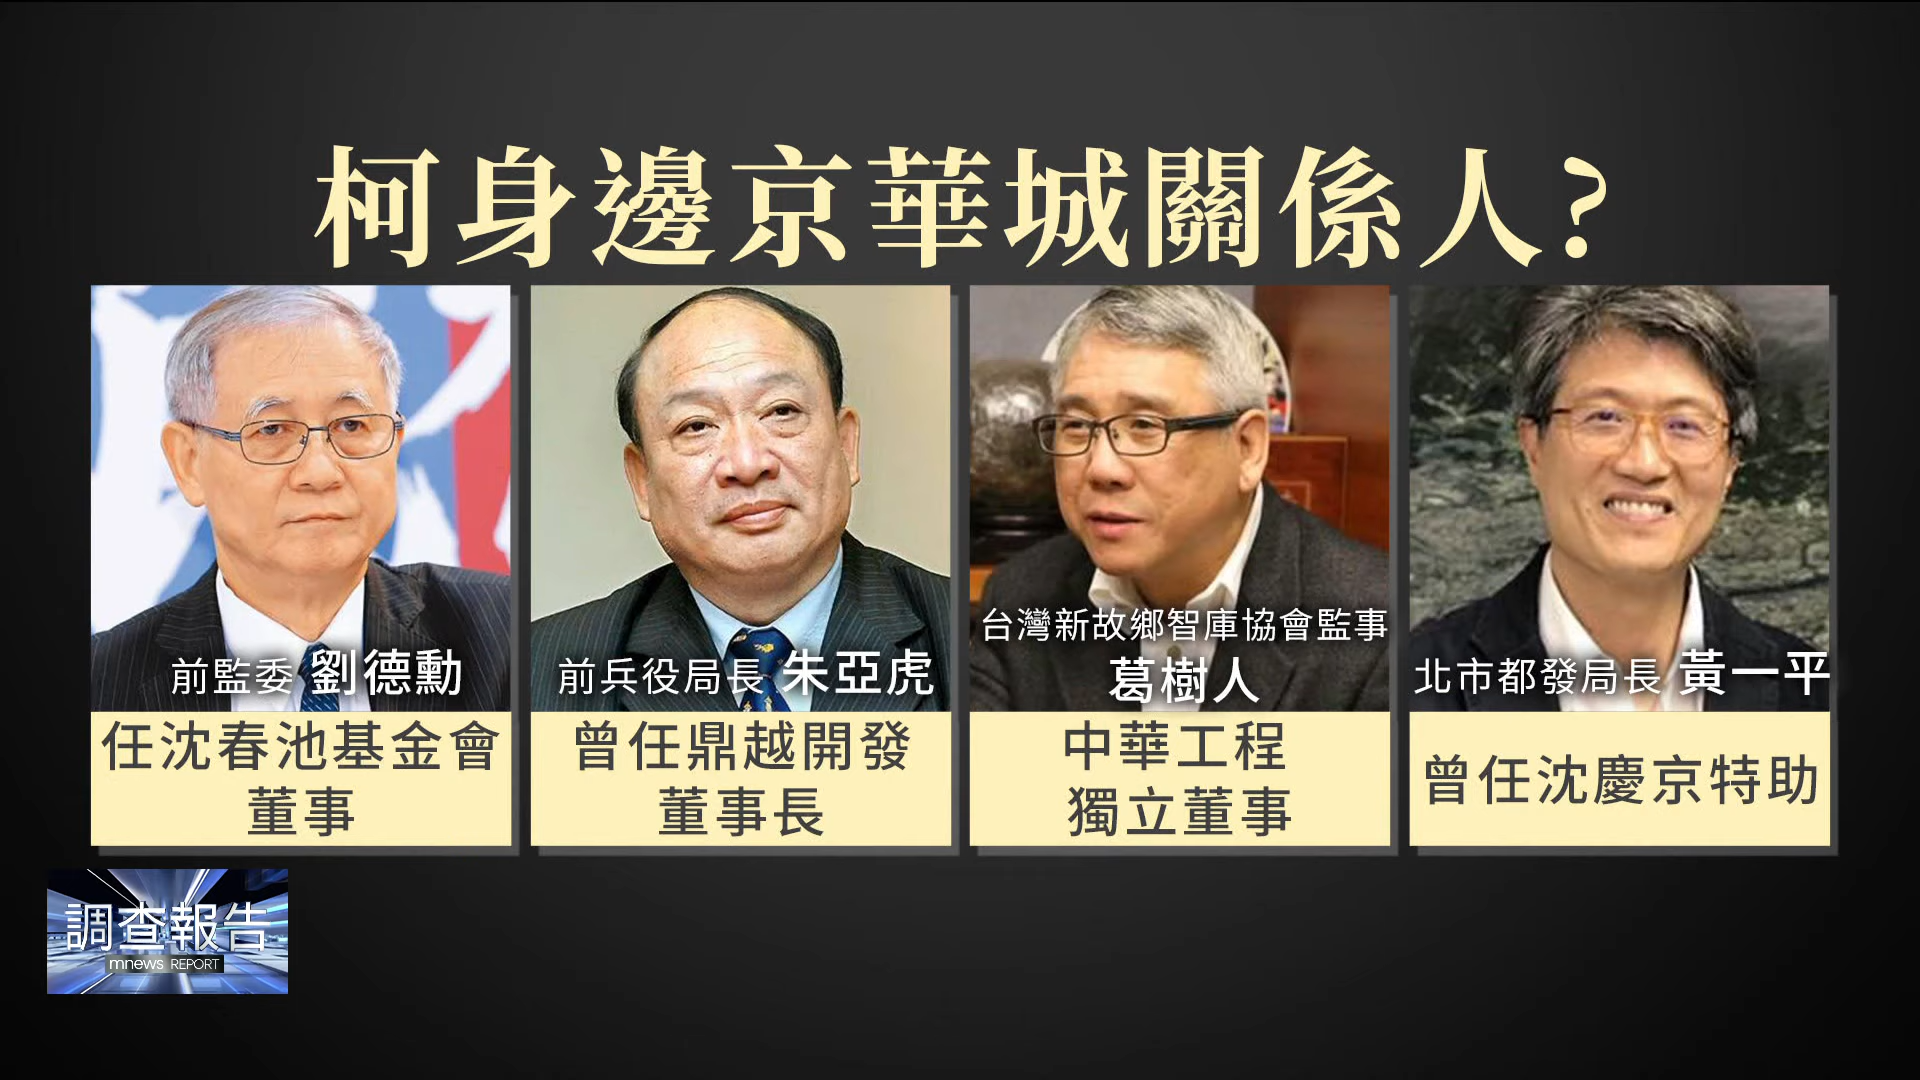 柯身邊京華城關係人?
前監委 劉德勳
任沈春池基金會
董事
前兵役局長 朱亞虎
曾任鼎越開發
董事長
台灣新故鄉智庫協會監事
葛樹人
中華工程
獨立董事
北市都發局長 黃一平
曾任沈慶京特助
調查報告
mnews REPORT